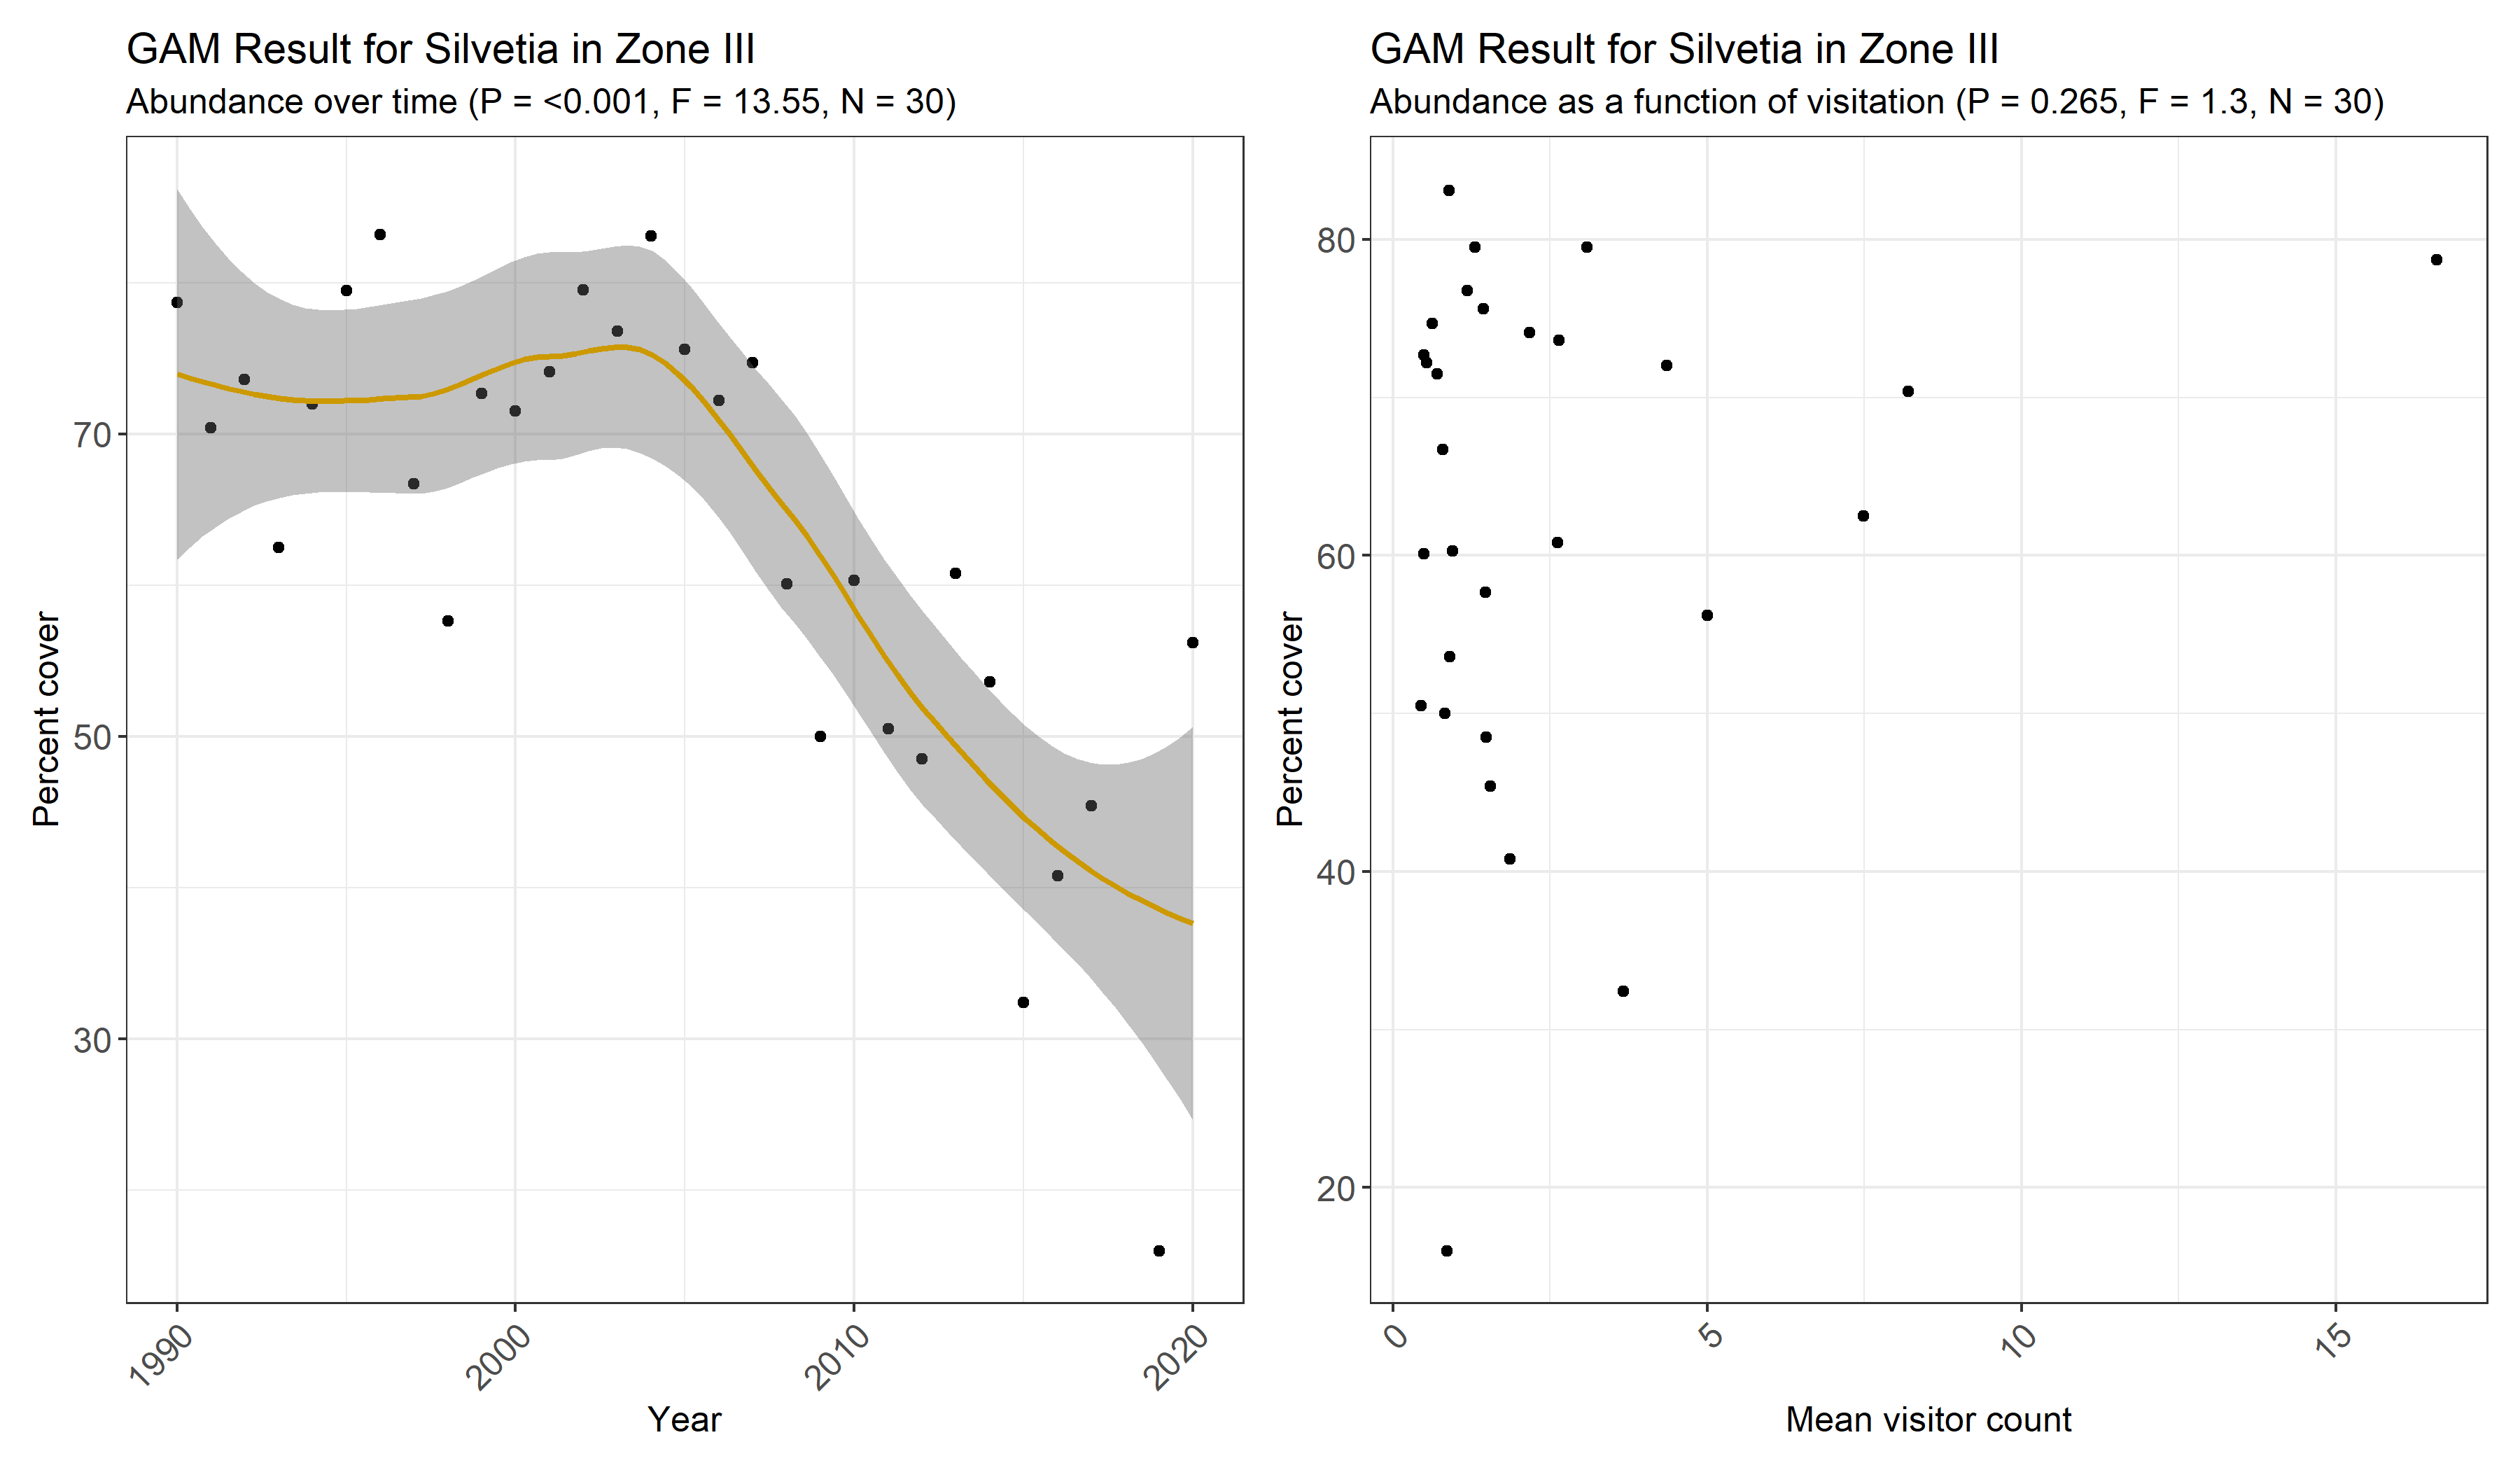 GAM Result for Silvetia in Zone III
Abundance over time (P = <0.001, F = 13.55, N = 30)
70
50
30
Percent cover
1990
2000
2010
2020
Year
GAM Result for Silvetia in Zone III
Abundance as a function of visitation (P = 0.265, F = 1.3, N = 30)
80
60
40
20
Percent cover
0
5
10
15
Mean visitor count